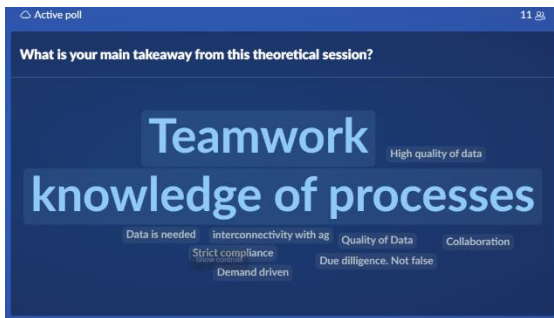 Active poll
11
What is your main takeaway from this theoretical session?
Teamwork
High quality of data
knowledge of processes
Data is needed
interconnectivity with ag
Quality of Data
Collaboration
Strict compliance
Show controls
Due dilligence. Not false
Demand driven